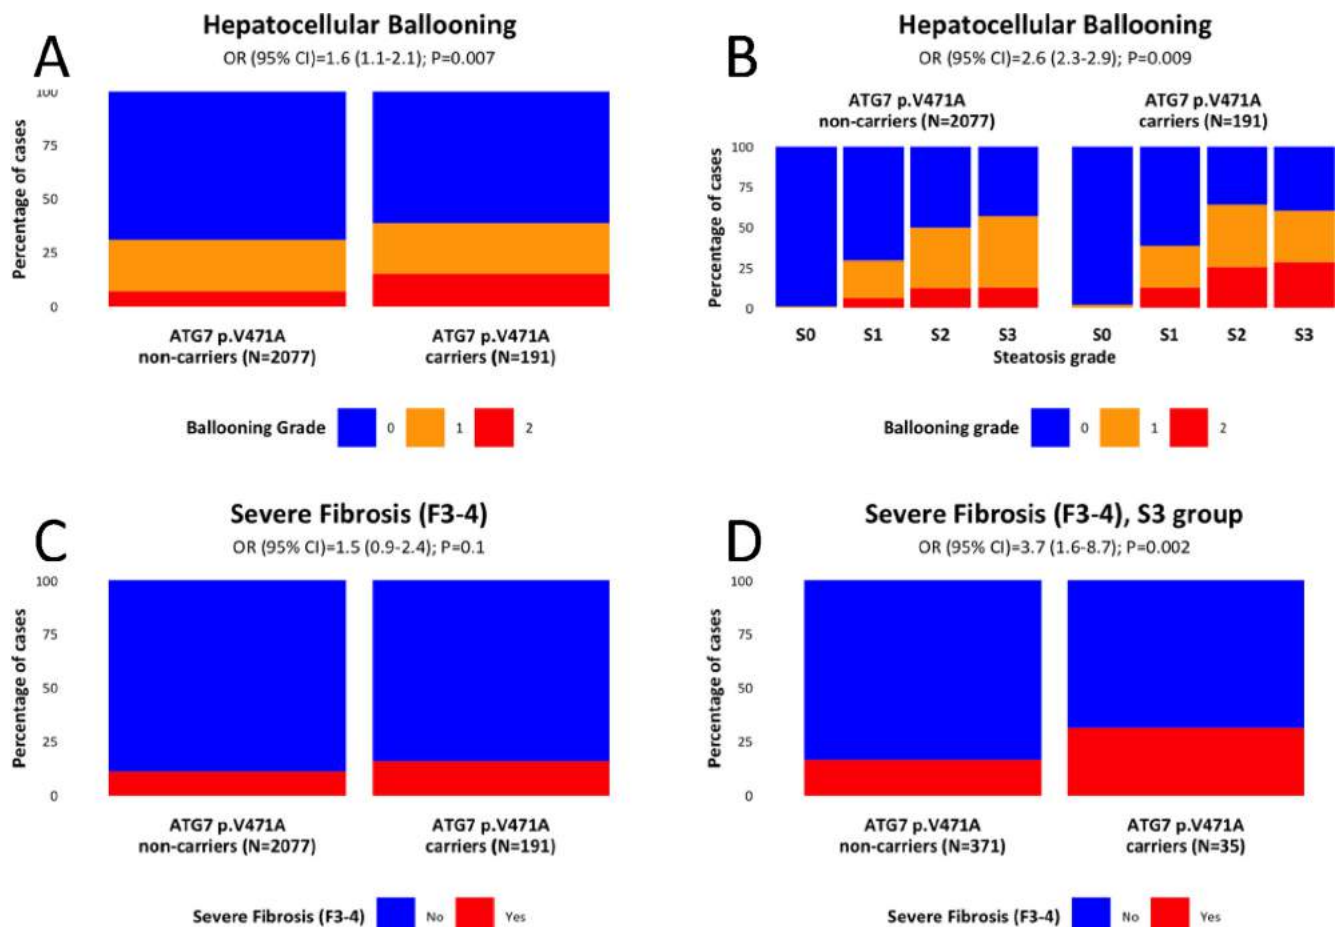 A
Hepatocellular Ballooning
OR (95% CI)=1.6 (1.1-2.1); P=0.007
Percentage of cases
100
75
50
25
0
ATG7 p.V471A
non-carriers (N=2077)
ATG7 p.V471A
carriers (N=191)
Ballooning Grade
0
1
2
B
Hepatocellular Ballooning
OR (95% CI)=2.6 (2.3-2.9); P=0.009
ATG7 p.V471A
non-carriers (N=2077)
ATG7 p.V471A
carriers (N=191)
Percentage of cases
100
75
50
25
0
Percentage of cases
100
75
50
25
0
S0 S1 S2 S3
S0 S1 S2 S3
Steatosis grade
Ballooning grade
0
1
2
C
Severe Fibrosis (F3-4)
OR (95% CI)=1.5 (0.9-2.4); P=0.1
Percentage of cases
100
75
50
25
0
ATG7 p.V471A
non-carriers (N=2077)
ATG7 p.V471A
carriers (N=191)
Severe Fibrosis (F3-4)
No
Yes
D
Severe Fibrosis (F3-4), S3 group
OR (95% CI)=3.7 (1.6-8.7); P=0.002
Percentage of cases
100
75
50
25
0
ATG7 p.V471A
non-carriers (N=371)
ATG7 p.V471A
carriers (N=35)
Severe Fibrosis (F3-4)
No
Yes